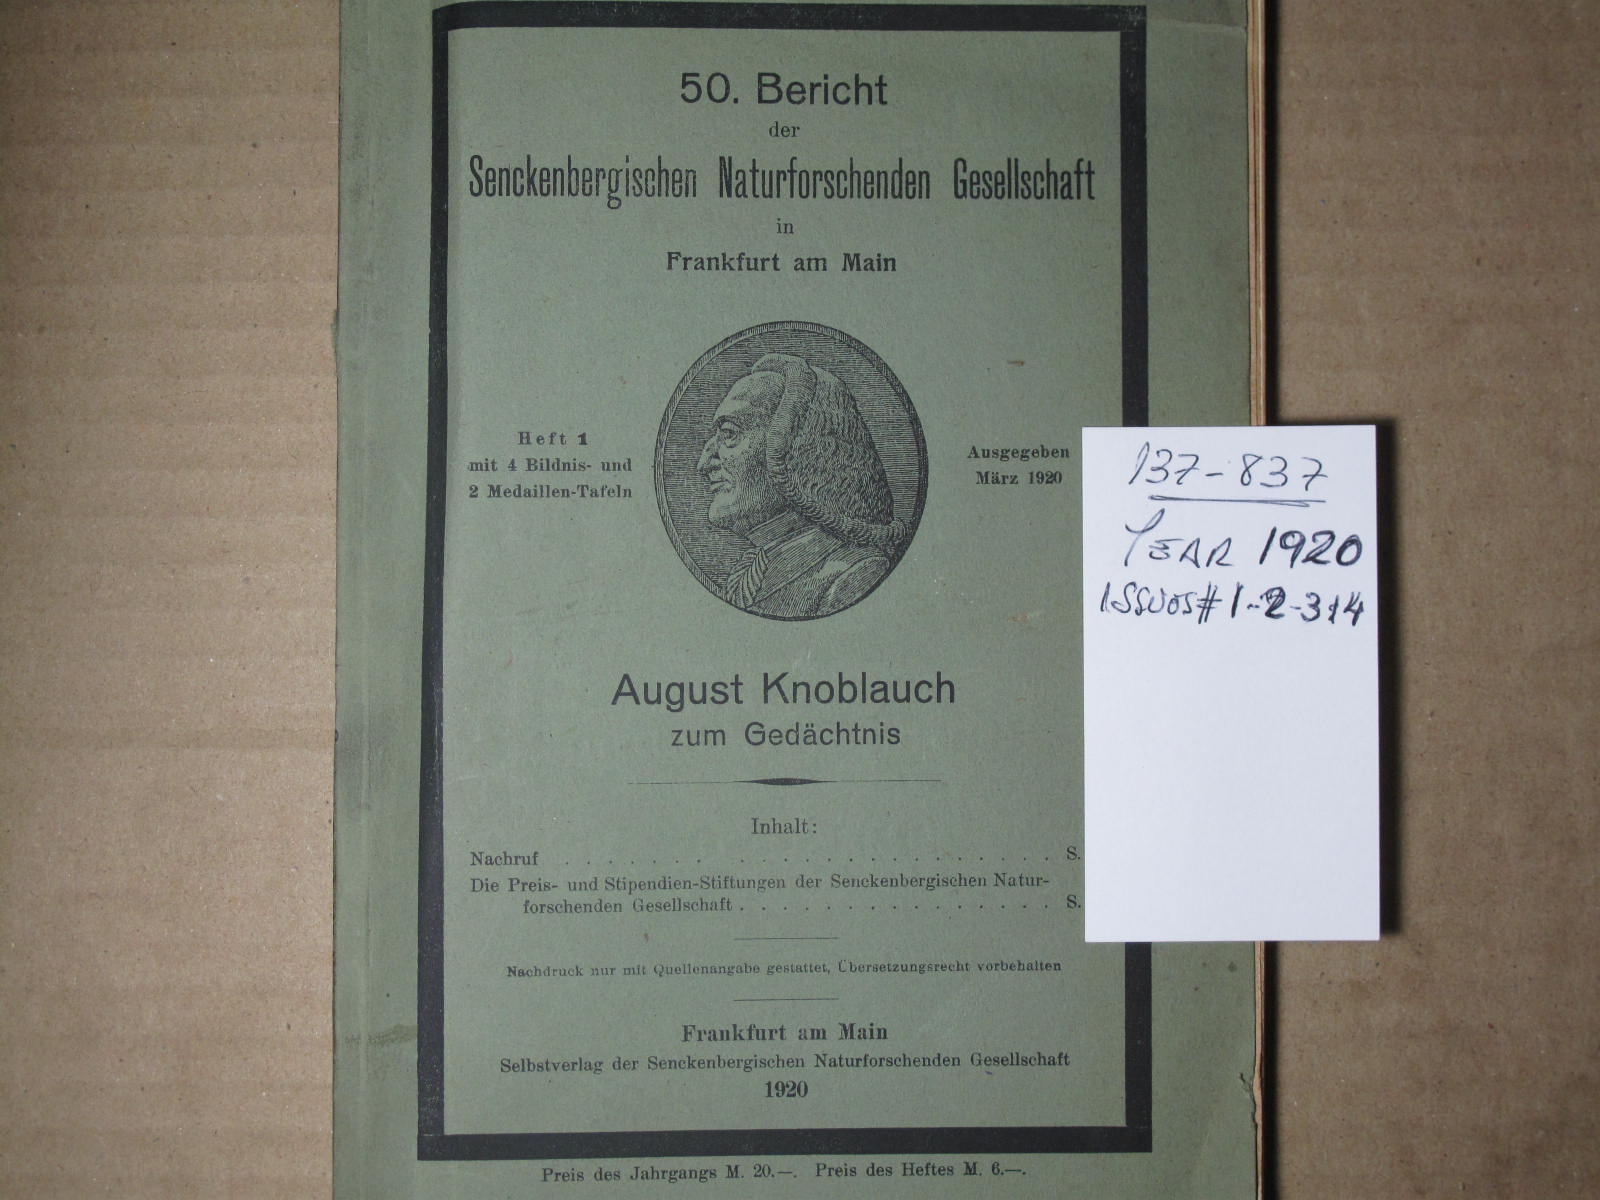 50. Bericht
der
Senckenbergischen Naturforschenden Gesellschaft
in
Frankfurt am Main
Heft 1
mit 4 Bildnis- und
2 Medaillen-Tafeln
Ausgegeben
März 1920
August Knoblauch
zum Gedächtnis
Inhalt:
Nachruf . . . . . . . . . . . . . . . . . . . . . . . . . S.
Die Preis- und Stipendien-Stiftungen der Senckenbergischen Natur-
forschenden Gesellschaft . . . . . . . . . . . . . . . S.
Nachdruck nur mit Quellenangabe gestattet, Übersetzungsrecht vorbehalten
Frankfurt am Main
Selbstverlag der Senckenbergischen Naturforschenden Gesellschaft
1920
Preis des Jahrgangs M. 20.—. Preis des Heftes M. 6.—.
137-837
YEAR 1920
ISSUES # 1-2-3+4